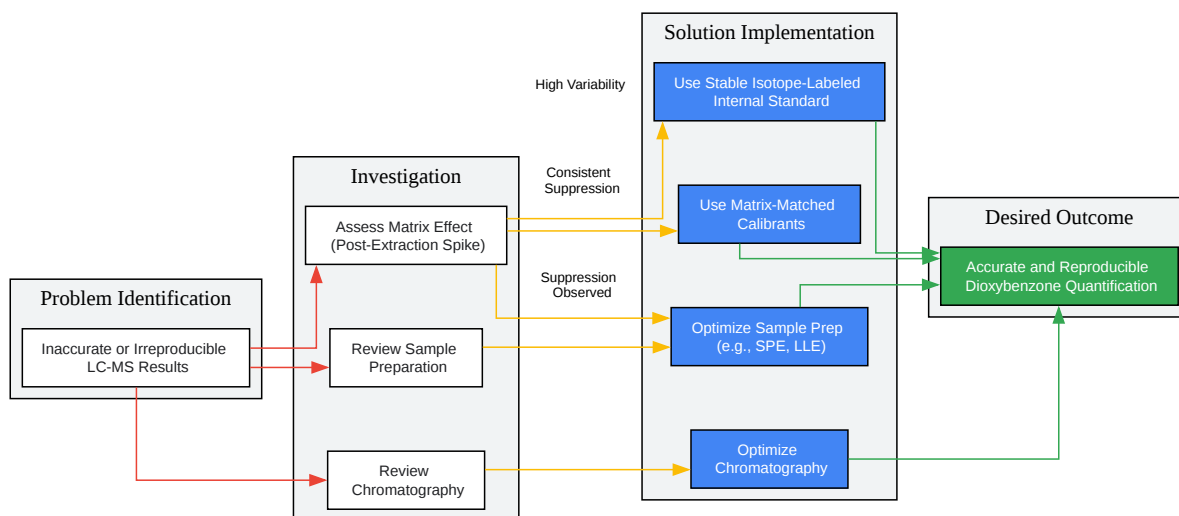 Problem Identification
Inaccurate or Irreproducible
LC-MS Results
Investigation
Assess Matrix Effect
(Post-Extraction Spike)
Review Sample
Preparation
Review
Chromatography
High Variability
Consistent
Suppression
Suppression
Observed
Solution Implementation
Use Stable Isotope-Labeled
Internal Standard
Use Matrix-Matched
Calibrants
Optimize Sample Prep
(e.g., SPE, LLE)
Optimize
Chromatography
Desired Outcome
Accurate and Reproducible
Dioxybenzone Quantification